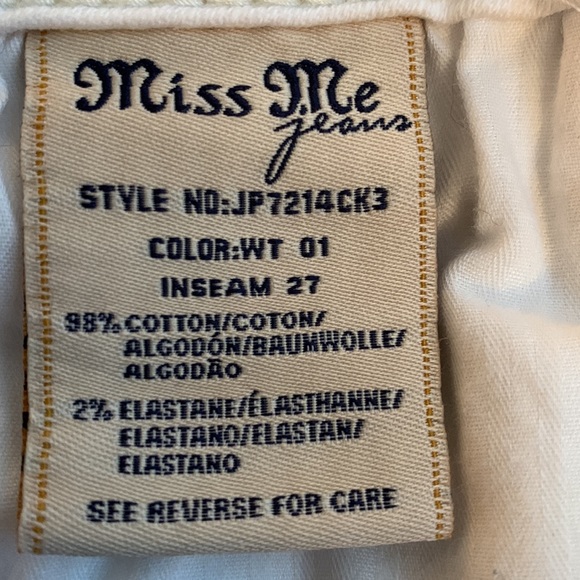 Miss Me
jeans
STYLE NO:JP7214CK3
COLOR:WT 01
INSEAM 27
98% COTTON/COTON/
ALGODÓN/BAUMWOLLE/
ALGODÃO
2% ELASTANE/ÉLASTHANNE/
ELASTANO/ELASTAN/
ELASTANO
SEE REVERSE FOR CARE